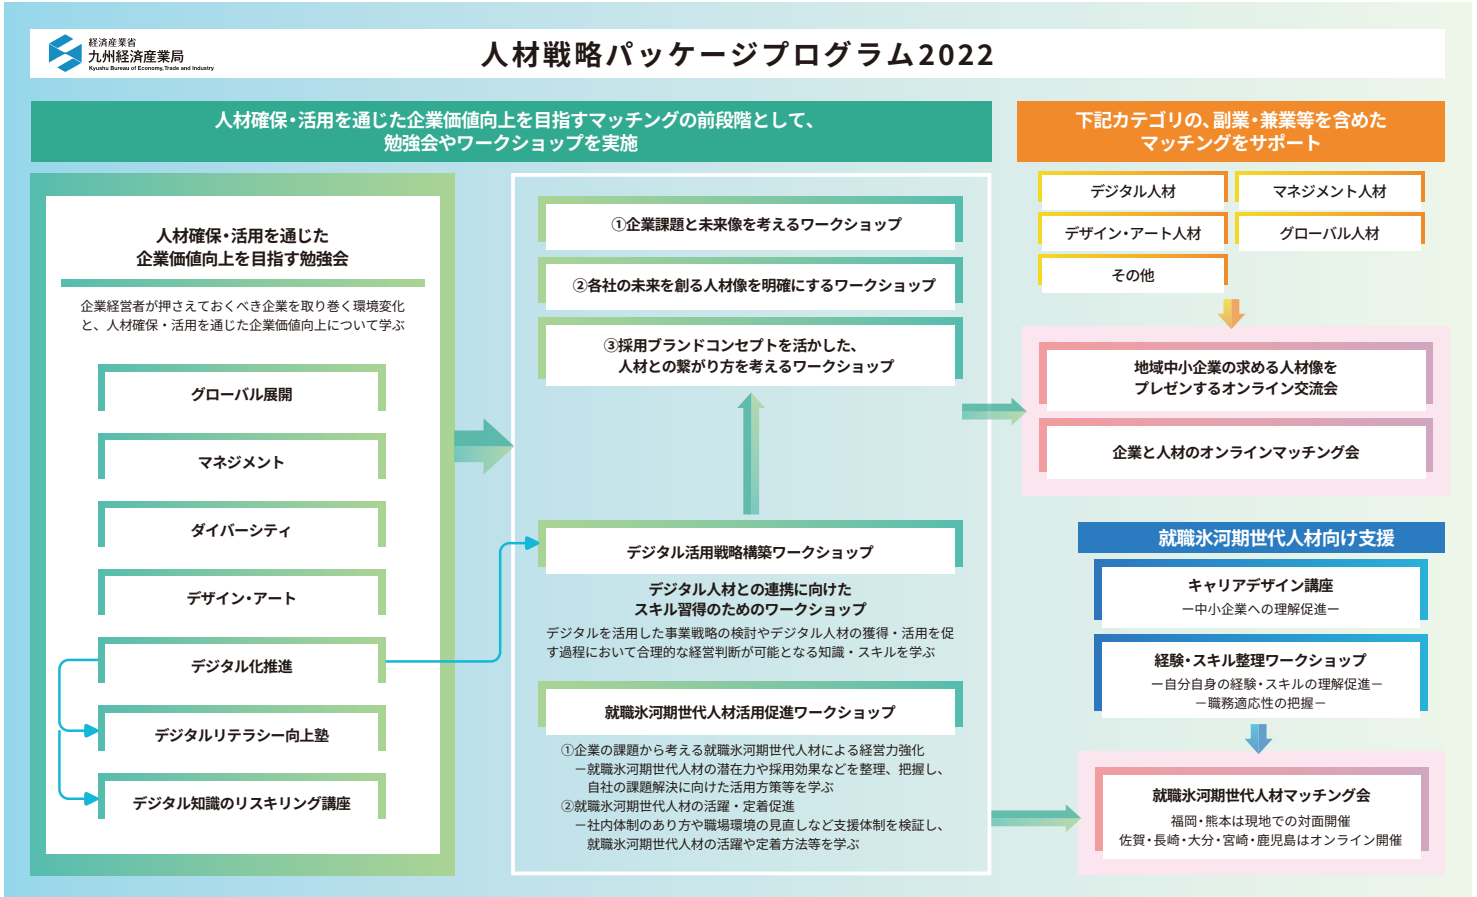 経済産業省
九州経済産業局
Kyushu Bureau of Economy,Trade and Industry
人材戦略パッケージプログラム2022
人材確保・活用を通じた企業価値向上を目指すマッチングの前段階として、
勉強会やワークショップを実施
人材確保・活用を通じた
企業価値向上を目指す勉強会
企業経営者が押さえておくべき企業を取り巻く環境変化
と、人材確保・活用を通じた企業価値向上について学ぶ
グローバル展開
マネジメント
ダイバーシティ
デザイン・アート
デジタル化推進
デジタルリテラシー向上塾
デジタル知識のリスキリング講座
①企業課題と未来像を考えるワークショップ
②各社の未来を創る人材像を明確にするワークショップ
③採用ブランドコンセプトを活かした、
人材との繋がり方を考えるワークショップ
デジタル活用戦略構築ワークショップ
デジタル人材との連携に向けた
スキル習得のためのワークショップ
デジタルを活用した事業戦略の検討やデジタル人材の獲得・活用を促
す過程において合理的な経営判断が可能となる知識・スキルを学ぶ
就職氷河期世代人材活用促進ワークショップ
①企業の課題から考える就職氷河期世代人材による経営力強化
－就職氷河期世代人材の潜在力や採用効果などを整理、把握し、
自社の課題解決に向けた活用方策等を学ぶ
②就職氷河期世代人材の活躍・定着促進
－社内体制のあり方や職場環境の見直しなど支援体制を検証し、
就職氷河期世代人材の活躍や定着方法等を学ぶ
下記カテゴリの、副業・兼業等を含めた
マッチングをサポート
デジタル人材
マネジメント人材
デザイン・アート人材
グローバル人材
その他
地域中小企業の求める人材像を
プレゼンするオンライン交流会
企業と人材のオンラインマッチング会
就職氷河期世代人材向け支援
キャリアデザイン講座
－中小企業への理解促進－
経験・スキル整理ワークショップ
－自分自身の経験・スキルの理解促進－
－職務適応性の把握－
就職氷河期世代人材マッチング会
福岡・熊本は現地での対面開催
佐賀・長崎・大分・宮崎・鹿児島はオンライン開催